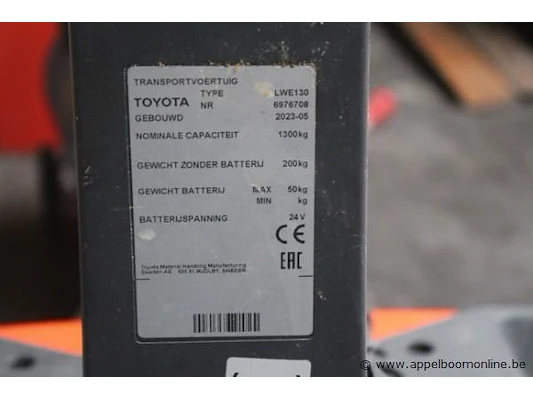 TRANSPORTVOERTUIG
TYPE LWE130
TOYOTA NR 6976708
GEBOUWD 2023-05
NOMINALE CAPACITEIT 1300kg
GEWICHT ZONDER BATTERIJ 200kg
GEWICHT BATTERIJ MAX 50kg
MIN kg
BATTERIJSPANNING 24 V
CE
EAC
Toyota Material Handling Manufacturing
Sweden AB 595 81 MJÖLBY, SWEDEN
© www.appelboomonline.be